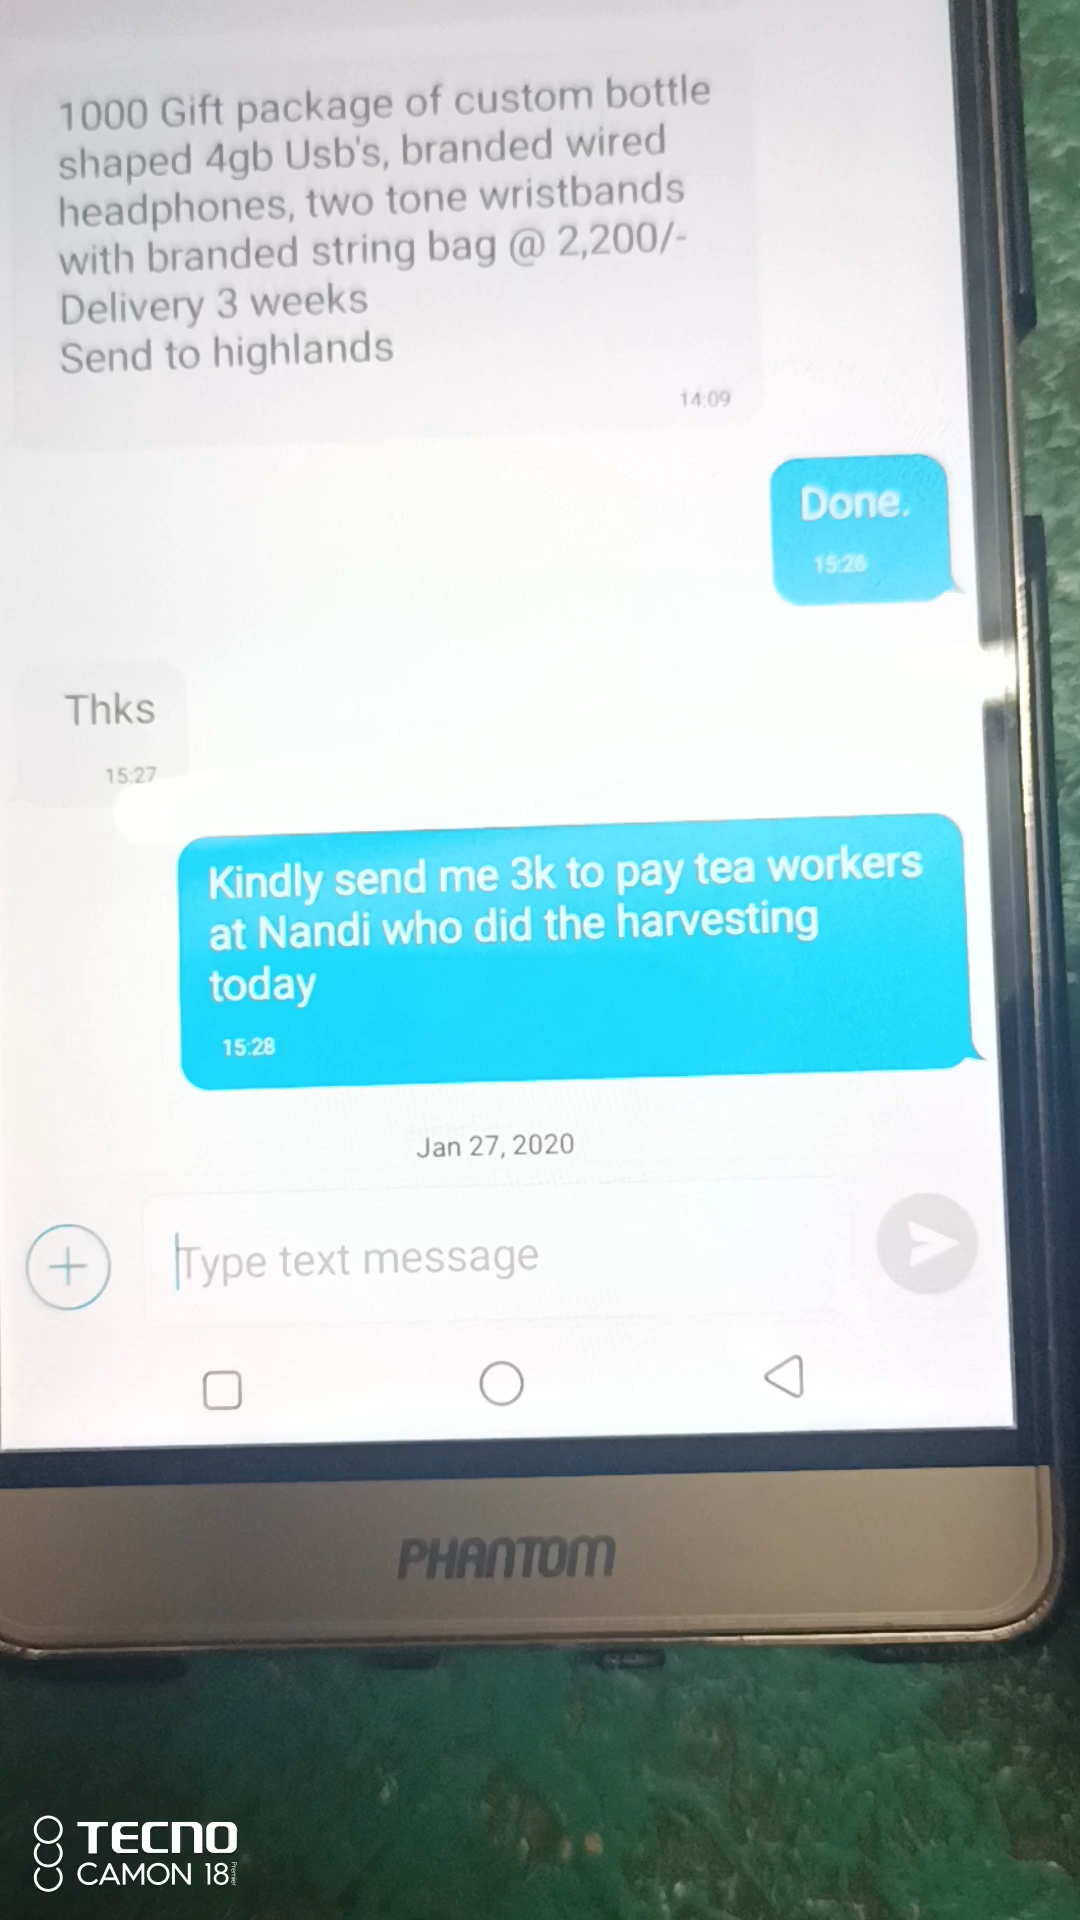 1000 Gift package of custom bottle
shaped 4gb Usb's, branded wired
headphones, two tone wristbands
with branded string bag @ 2,200/-
Delivery 3 weeks
Send to highlands
14:09
Done.
15:26
Thks
15:27
Kindly send me 3k to pay tea workers
at Nandi who did the harvesting
today
15:28
Jan 27, 2020
Type text message
PHANTOM
TECNO
CAMON 18 Premier